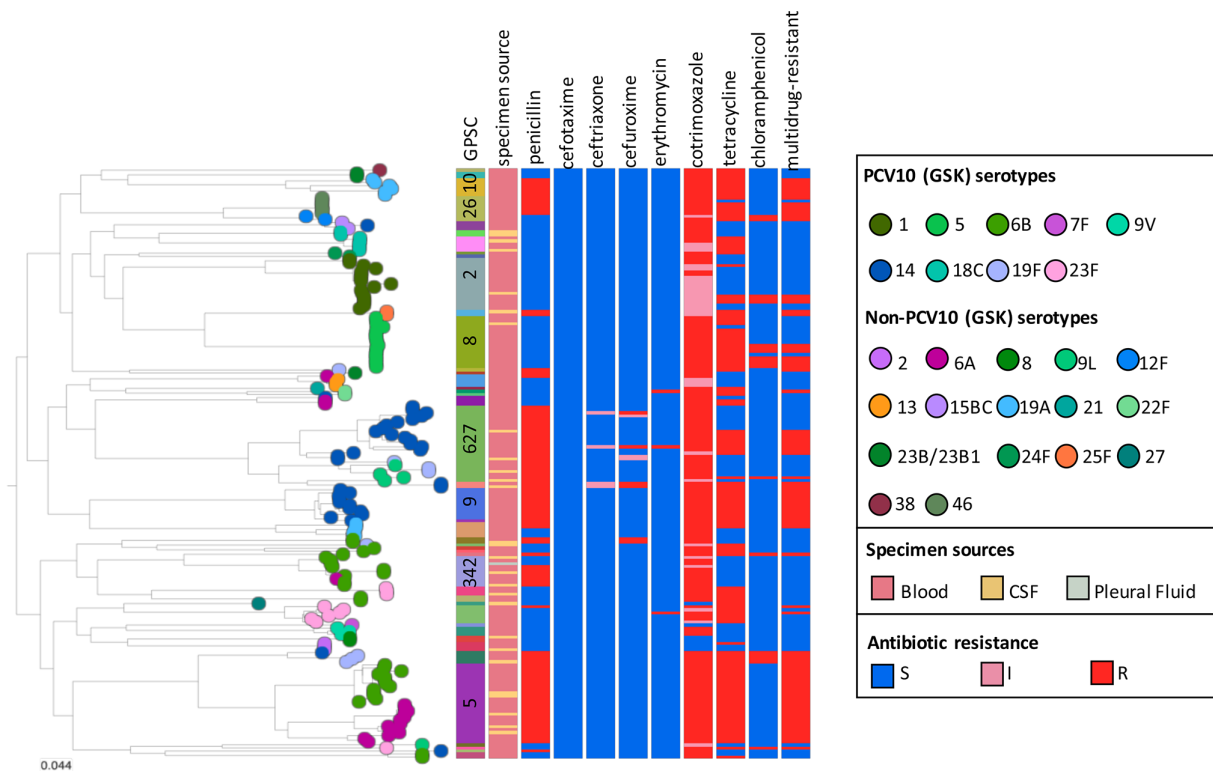 GPSC
specimen source
penicillin
cefotaxime
ceftriaxone
cefuroxime
erythromycin
cotrimoxazole
tetracycline
chloramphenicol
multidrug-resistant
10
26
2
8
627
9
342
5
0.044
PCV10 (GSK) serotypes
1 5 6B 7F 9V
14 18C 19F 23F
Non-PCV10 (GSK) serotypes
2 6A 8 9L 12F
13 15BC 19A 21 22F
23B/23B1 24F 25F 27
38 46
Specimen sources
Blood CSF Pleural Fluid
Antibiotic resistance
S I R